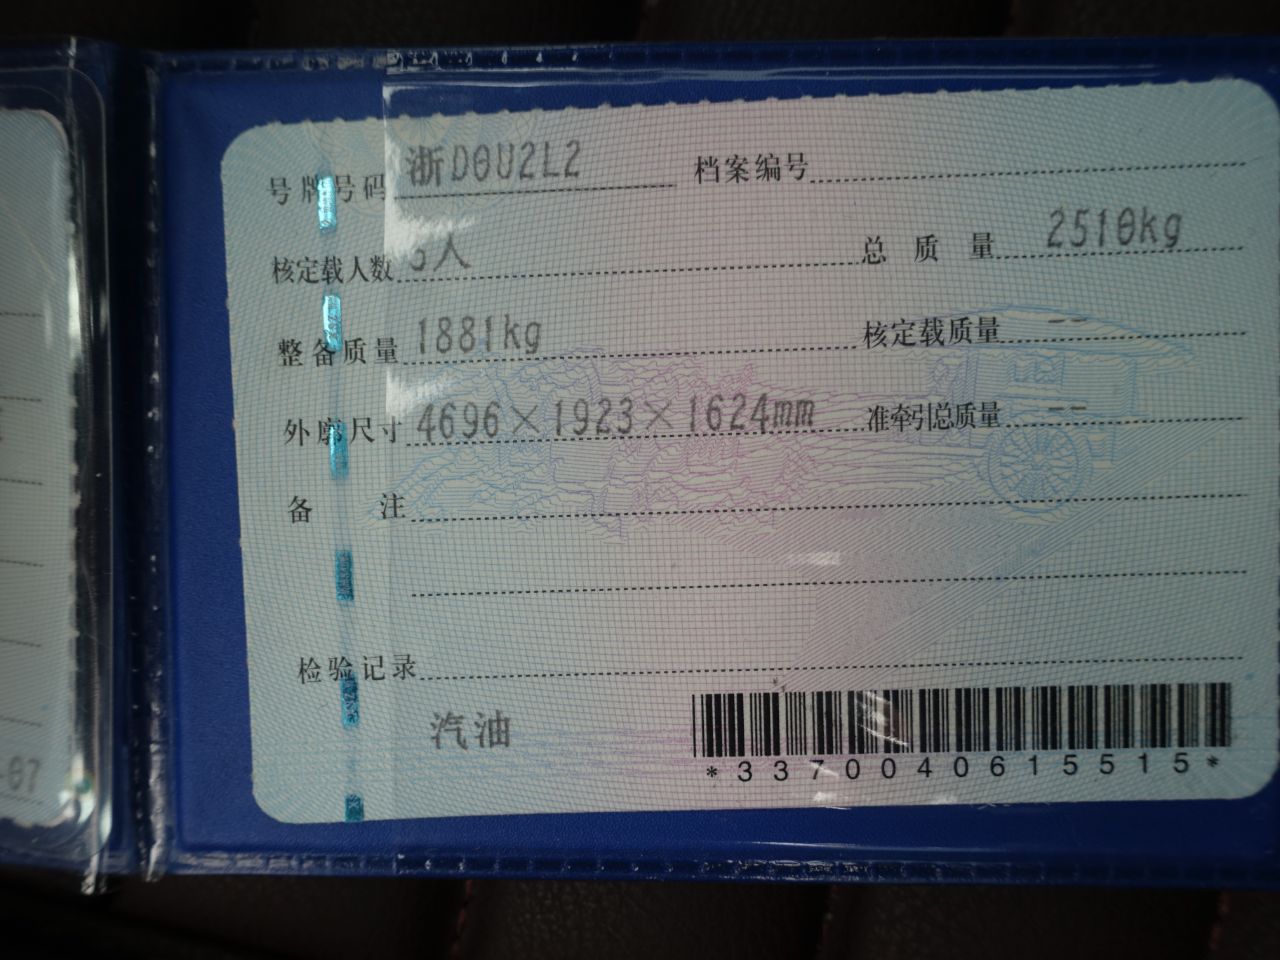 号牌号码 浙D0U2L2 档案编号
核定载人数 5人 总质量 2510kg
整备质量 1881kg 核定载质量 --
外廓尺寸 4696×1923×1624mm 准牵引总质量 --
备注
检验记录
汽油
*3370040615515*
-07